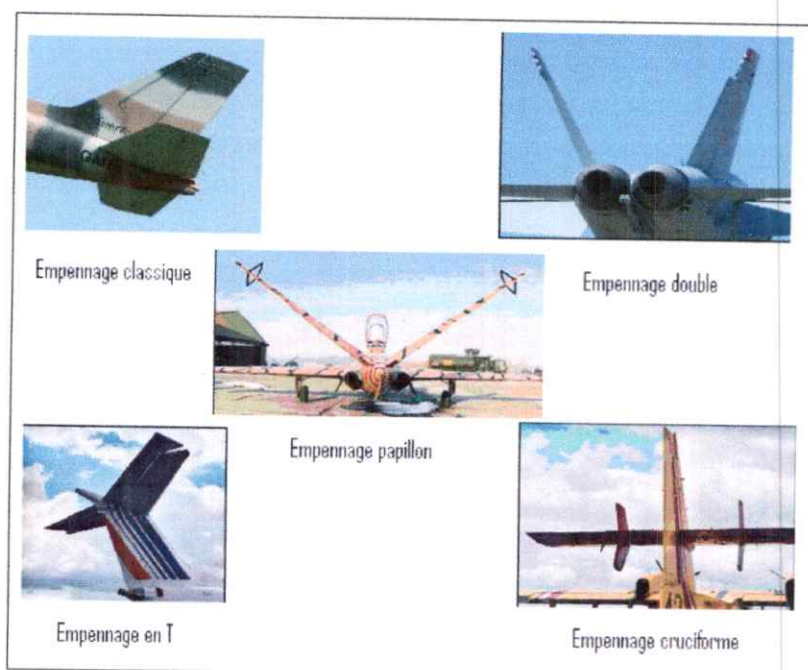 Empennage classique
Empennage double
Empennage papillon
Empennage en T
Empennage cruciforme